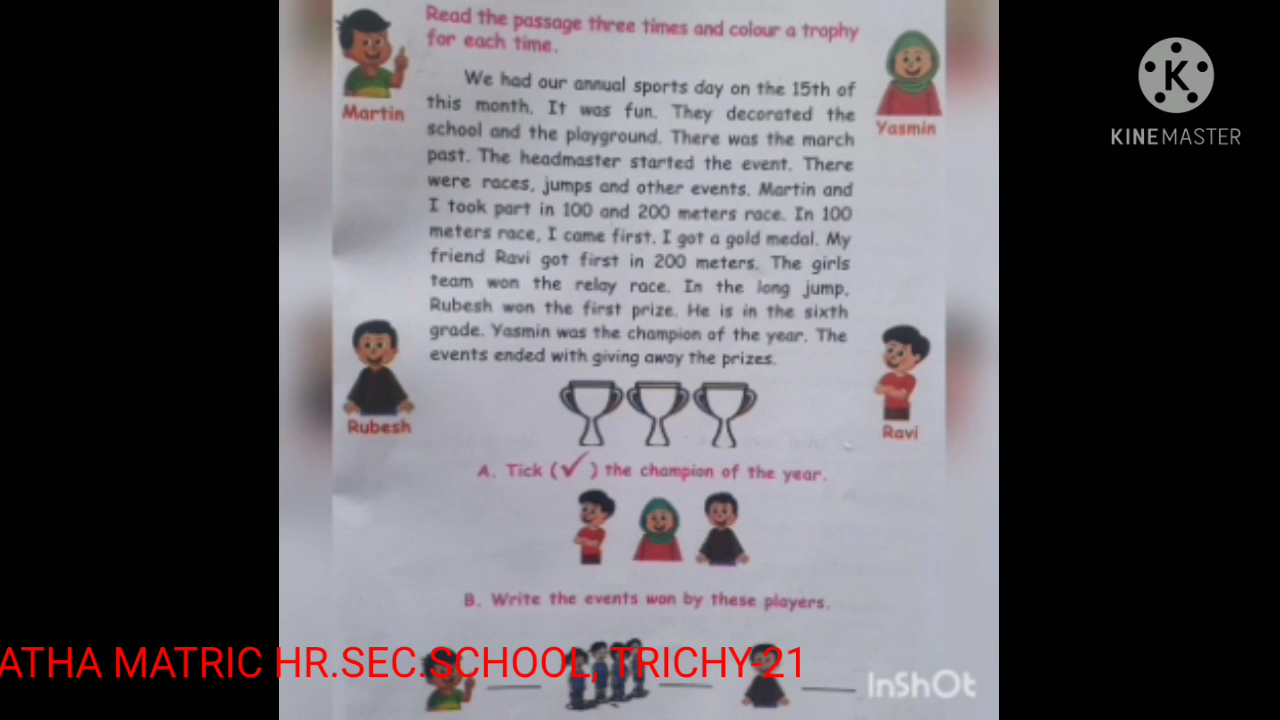 Read the passage three times and colour a trophy
for each time.
Martin
Yasmin
We had our annual sports day on the 15th of
this month. It was fun. They decorated the
school and the playground. There was the march
past. The headmaster started the event. There
were races, jumps and other events. Martin and
I took part in 100 and 200 meters race. In 100
meters race, I came first. I got a gold medal. My
friend Ravi got first in 200 meters. The girls
team won the relay race. In the long jump,
Rubesh won the first prize. He is in the sixth
grade. Yasmin was the champion of the year. The
events ended with giving away the prizes.
Rubesh
Ravi
A. Tick (✓) the champion of the year.
B. Write the events won by these players.
ATHA MATRIC HR.SEC.SCHOOL, TRICHY 21
K
KINEMASTER
InShOt